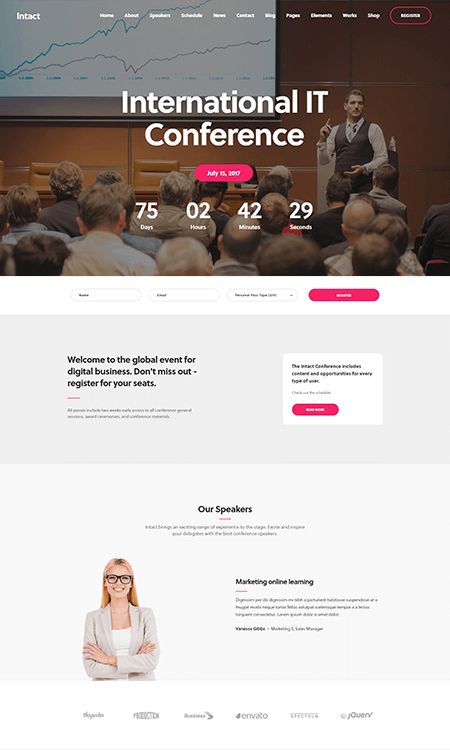 Intact
Home About Speakers Schedule News Contact Blog Pages Elements Works Shop REGISTER
International IT
Conference
July 15, 2017
75 02 42 29
Days Hours Minutes Seconds
Name Email Personal Pass Type ($nt) REGISTER
Welcome to the global event for
digital business. Don't miss out -
register for your seats.
All passes include two weeks early access to all conference general
sessions, award ceremonies, and conference materials.
The Intact Conference includes
content and opportunities for every
type of user.
Check out the schedule
READ MORE
Our Speakers
Intact brings an exciting range of experience to the stage. Excite and inspire
your delegates with the best conference speakers.
Marketing online learning
Dignissim per dis dignissim mi nibh a parturient habitasse suspendisse ut a
feugiat morbi neque tortor tellus volutpat scelerisque tempor a torquent
consectetur. Lorem ipsum dolor a amet dolor.
Vanessa Gibbs - Marketing & Sales Manager
PRODUCTION Business envato SPECTRUM jQuery